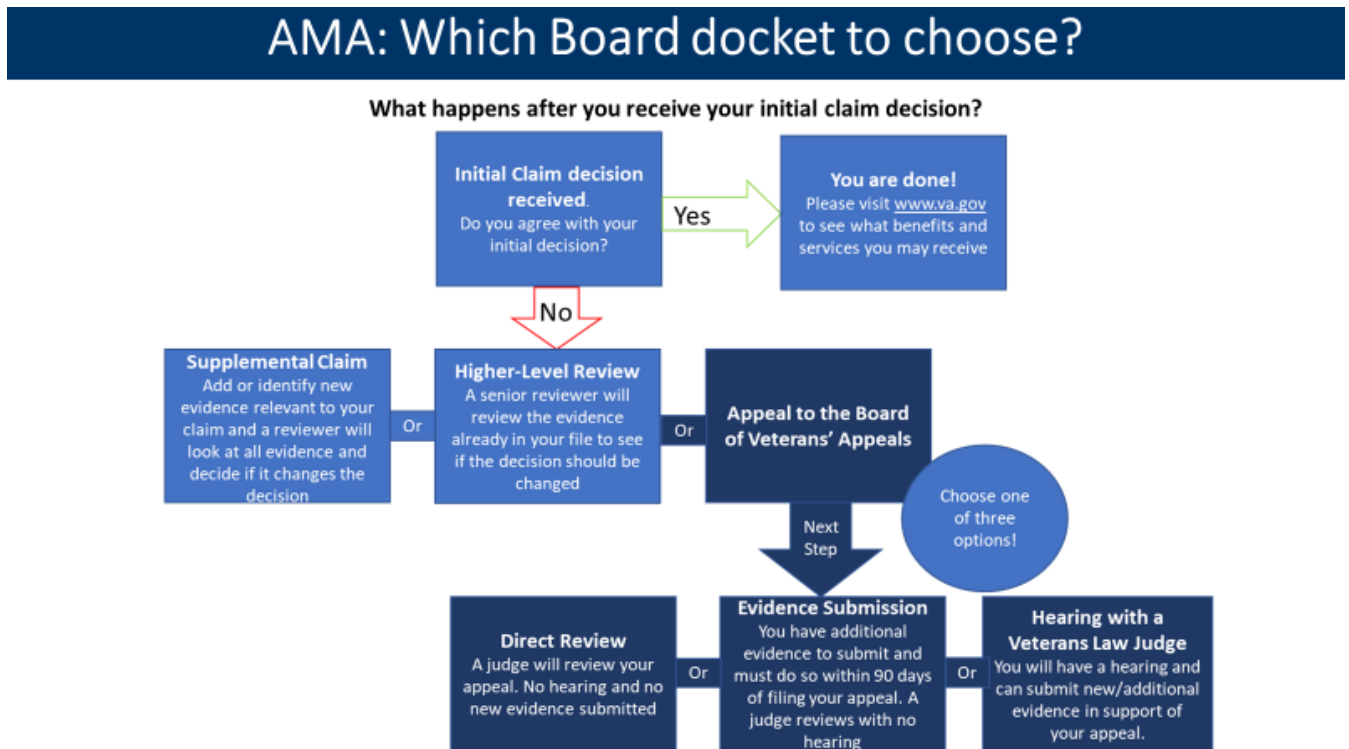 AMA: Which Board docket to choose?
What happens after you receive your initial claim decision?
Initial Claim decision
received.
Do you agree with your
initial decision?
Yes
You are done!
Please visit www.va.gov
to see what benefits and
services you may receive
No
Supplemental Claim
Add or identify new
evidence relevant to your
claim and a reviewer will
look at all evidence and
decide if it changes the
decision
Or
Higher-Level Review
A senior reviewer will
review the evidence
already in your file to see
if the decision should be
changed
Or
Appeal to the Board
of Veterans’ Appeals
Choose one
of three
options!
Next
Step
Direct Review
A judge will review your
appeal. No hearing and no
new evidence submitted
Or
Evidence Submission
You have additional
evidence to submit and
must do so within 90 days
of filing your appeal. A
judge reviews with no
hearing
Or
Hearing with a
Veterans Law Judge
You will have a hearing and
can submit new/additional
evidence in support of
your appeal.